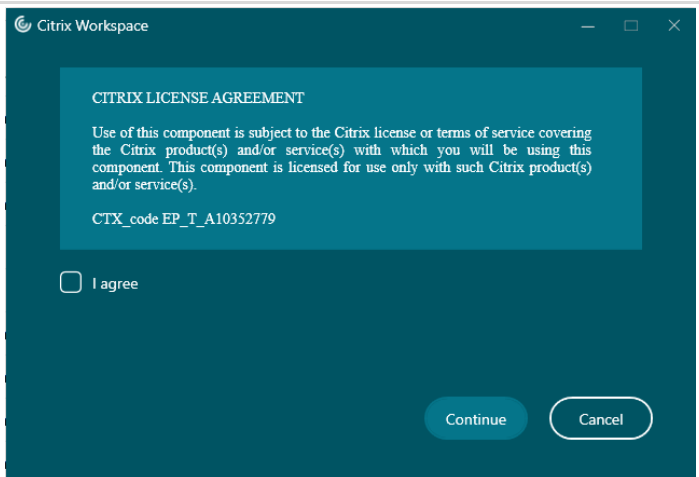 Citrix Workspace
CITRIX LICENSE AGREEMENT
Use of this component is subject to the Citrix license or terms of service covering
the Citrix product(s) and/or service(s) with which you will be using this
component. This component is licensed for use only with such Citrix product(s)
and/or service(s).
CTX_code EP_T_A10352779
I agree
Continue
Cancel